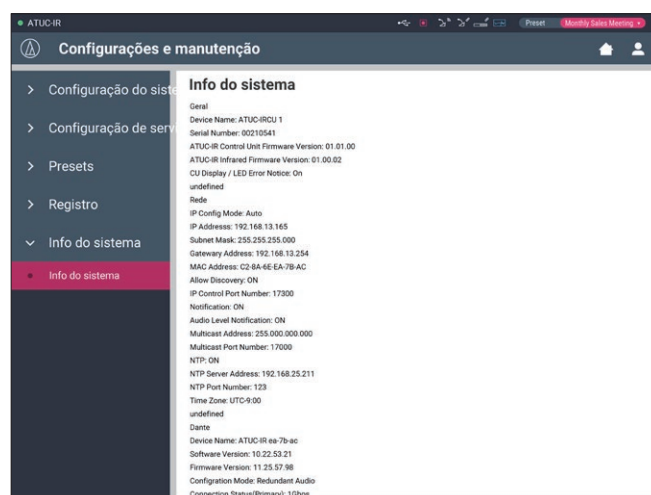 ATUC-IR
Preset
Monthly Sales Meeting
Configurações e manutenção
Configuração do siste
Configuração de serv
Presets
Registro
Info do sistema
Info do sistema
Info do sistema
Geral
Device Name: ATUC-IRCU 1
Serial Number: 00210541
ATUC-IR Control Unit Firmware Version: 01.01.00
ATUC-IR Infrared Firmware Version: 01.00.02
CU Display / LED Error Notice: On
undefined
Rede
IP Config Mode: Auto
IP Addresss: 192.168.13.165
Subnet Mask: 255.255.255.000
Gateway Address: 192.168.13.254
MAC Address: C2-8A-6E-EA-7B-AC
Allow Discovery: ON
IP Control Port Number: 17300
Notification: ON
Audio Level Notification: ON
Multicast Address: 255.000.000.000
Multicast Port Number: 17000
NTP: ON
NTP Server Address: 192.168.25.211
NTP Port Number: 123
Time Zone: UTC-9:00
undefined
Dante
Device Name: ATUC-IR ea-7b-ac
Software Version: 10.22.53.21
Firmware Version: 11.25.57.98
Configration Mode: Redundant Audio
Connection Status(Primary): 1Gbps